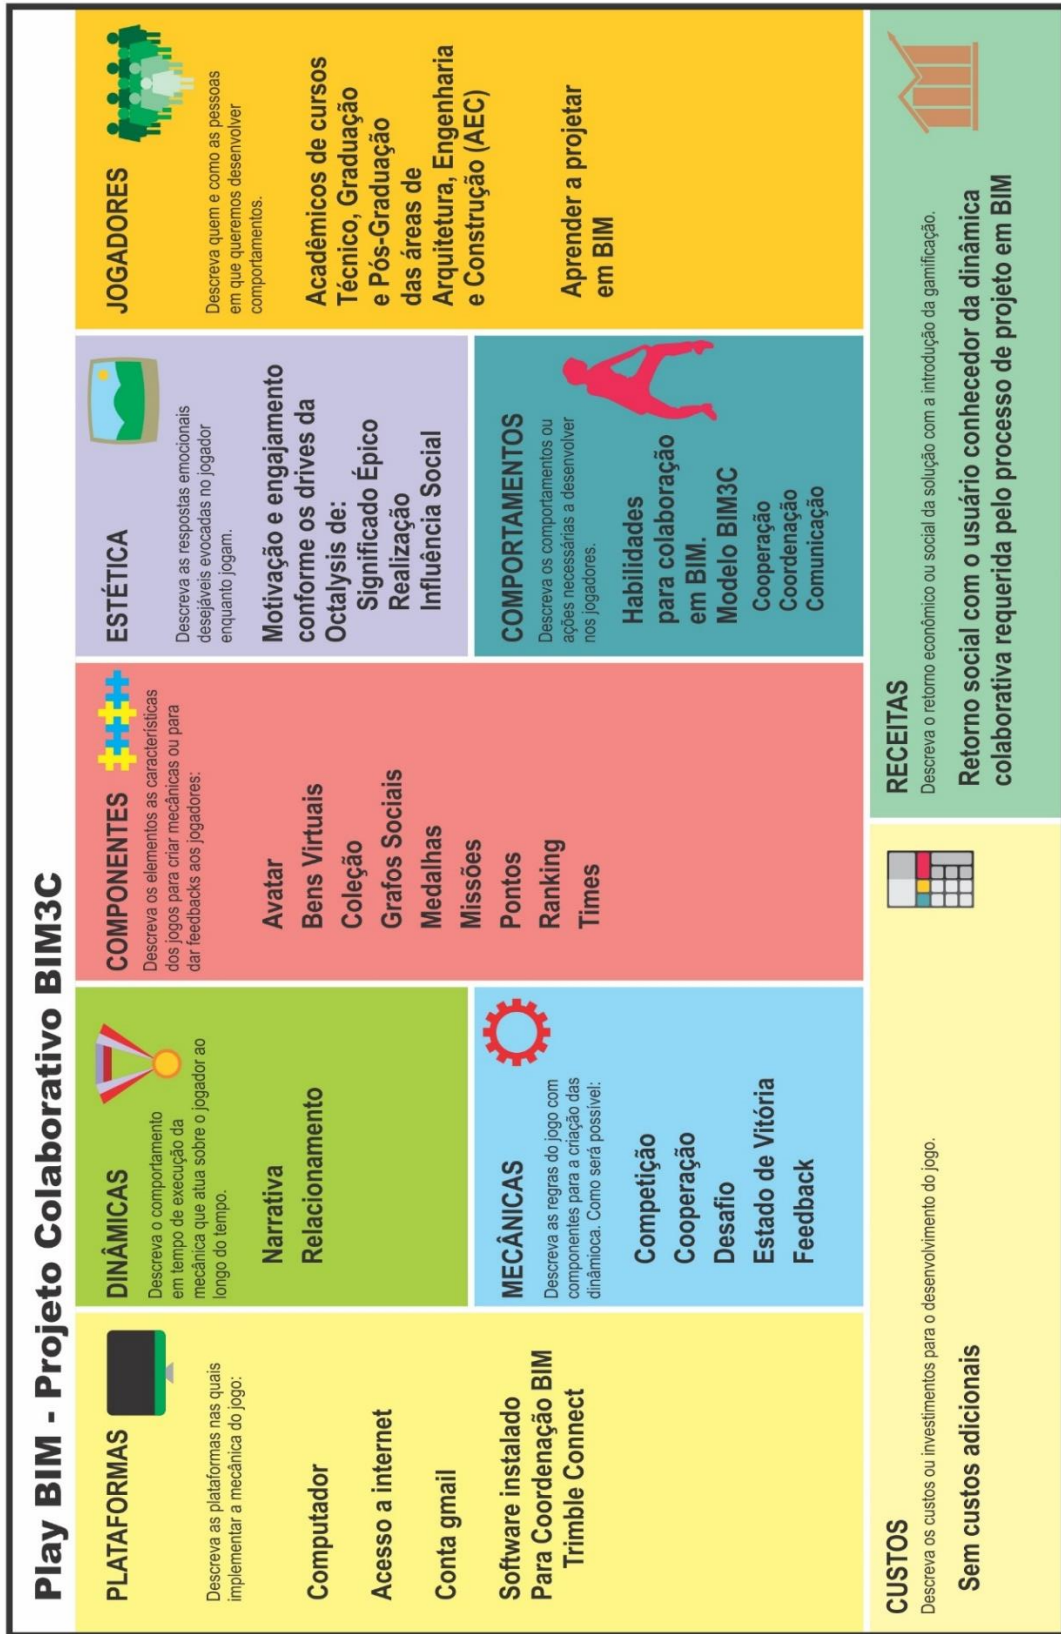 Play BIM - Projeto Colaborativo BIM3C
PLATAFORMAS
Descreva as plataformas nas quais
implementar a mecânica do jogo:
Computador
Acesso a internet
Conta gmail
Software instalado
Para Coordenação BIM
Trimble Connect
DINÂMICAS
Descreva o comportamento
em tempo de execução da
mecânica que atua sobre o jogador ao
longo do tempo.
Narrativa
Relacionamento
MECÂNICAS
Descreva as regras do jogo com
componentes para a criação das
dinâmioca. Como será possível:
Competição
Cooperação
Desafio
Estado de Vitória
Feedback
COMPONENTES
Descreva os elementos as características
dos jogos para criar mecânicas ou para
dar feedbacks aos jogadores:
Avatar
Bens Virtuais
Coleção
Grafos Sociais
Medalhas
Missões
Pontos
Ranking
Times
ESTÉTICA
Descreva as respostas emocionais
desejáveis evocadas no jogador
enquanto jogam.
Motivação e engajamento
conforme os drives da
Octalysis de:
Significado Épico
Realização
Influência Social
COMPORTAMENTOS
Descreva os comportamentos ou
ações necessárias a desenvolver
nos jogadores.
Habilidades
para colaboração
em BIM.
Modelo BIM3C
Cooperação
Coordenação
Comunicação
JOGADORES
Descreva quem e como as pessoas
em que queremos desenvolver
comportamentos.
Acadêmicos de cursos
Técnico, Graduação
e Pós-Graduação
das áreas de
Arquitetura, Engenharia
e Construção (AEC)
Aprender a projetar
em BIM
CUSTOS
Descreva os custos ou investimentos para o desenvolvimento do jogo.
Sem custos adicionais
RECEITAS
Descreva o retorno econômico ou social da solução com a introdução da gamificação.
Retorno social com o usuário conhecedor da dinâmica
colaborativa requerida pelo processo de projeto em BIM